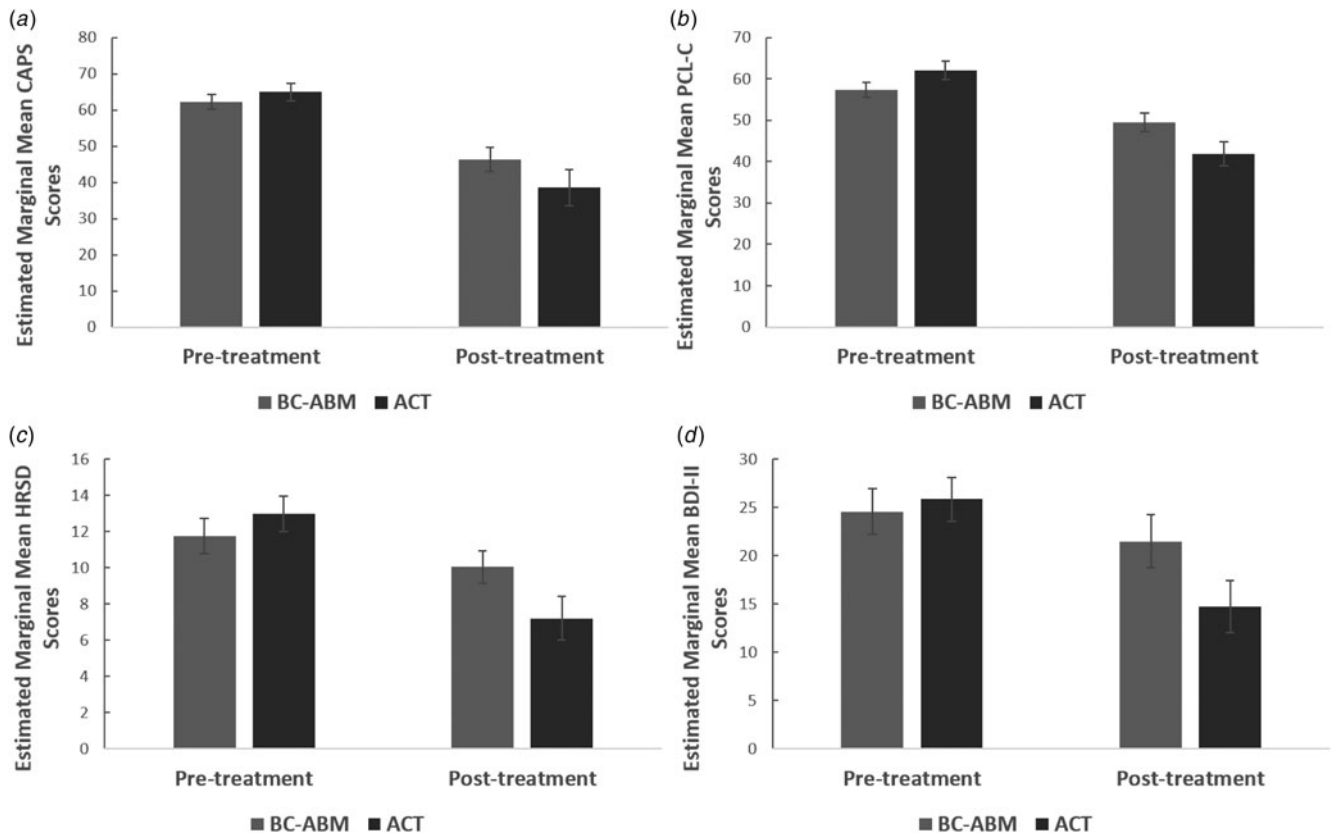 (a)
Estimated Marginal Mean CAPS
Scores
80
70
60
50
40
30
20
10
0
Pre-treatment
Post-treatment
BC-ABM
ACT
(b)
Estimated Marginal Mean PCL-C
Scores
70
60
50
40
30
20
10
0
Pre-treatment
Post-treatment
BC-ABM
ACT
(c)
Estimated Marginal Mean HRSD
Scores
16
14
12
10
8
6
4
2
0
Pre-treatment
Post-treatment
BC-ABM
ACT
(d)
Estimated Marginal Mean BDI-II
Scores
30
25
20
15
10
5
0
Pre-treatment
Post-treatment
BC-ABM
ACT